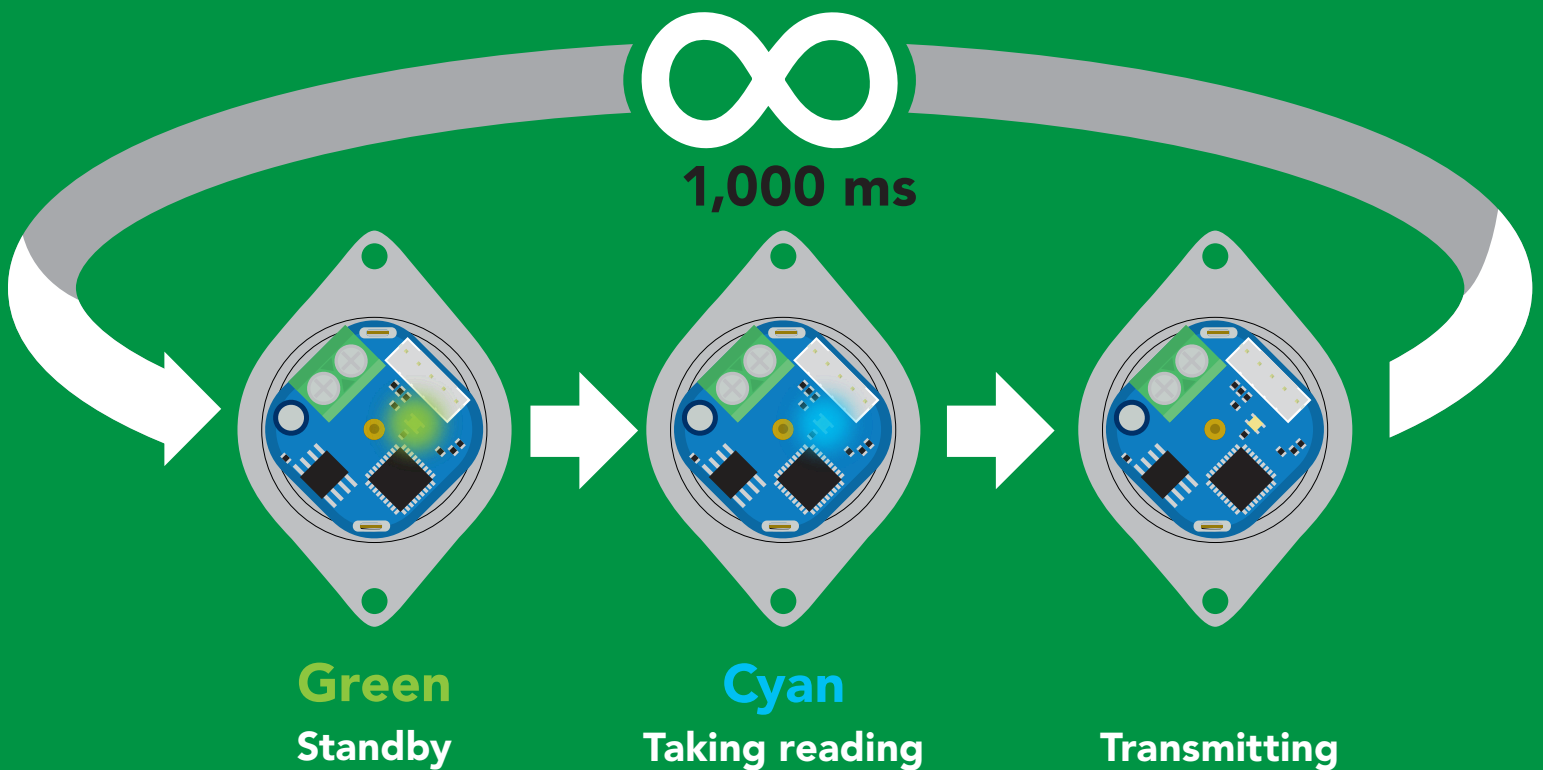 1,000 ms
Green
Cyan
Standby
Taking reading
Transmitting